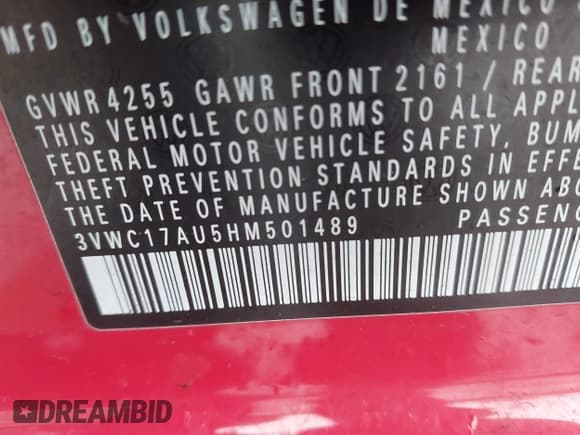 MFD BY VOLKSWAGEN DE MEXICO
MEXICO
GVWR 4255 GAWR FRONT 2161 / REAR
THIS VEHICLE CONFORMS TO ALL APPL
FEDERAL MOTOR VEHICLE SAFETY, BUM
THEFT PREVENTION STANDARDS IN EFFE
THE DATE OF MANUFACTURE SHOWN ABO
3VWC17AU5HM501489 PASSENG
DREAMBID